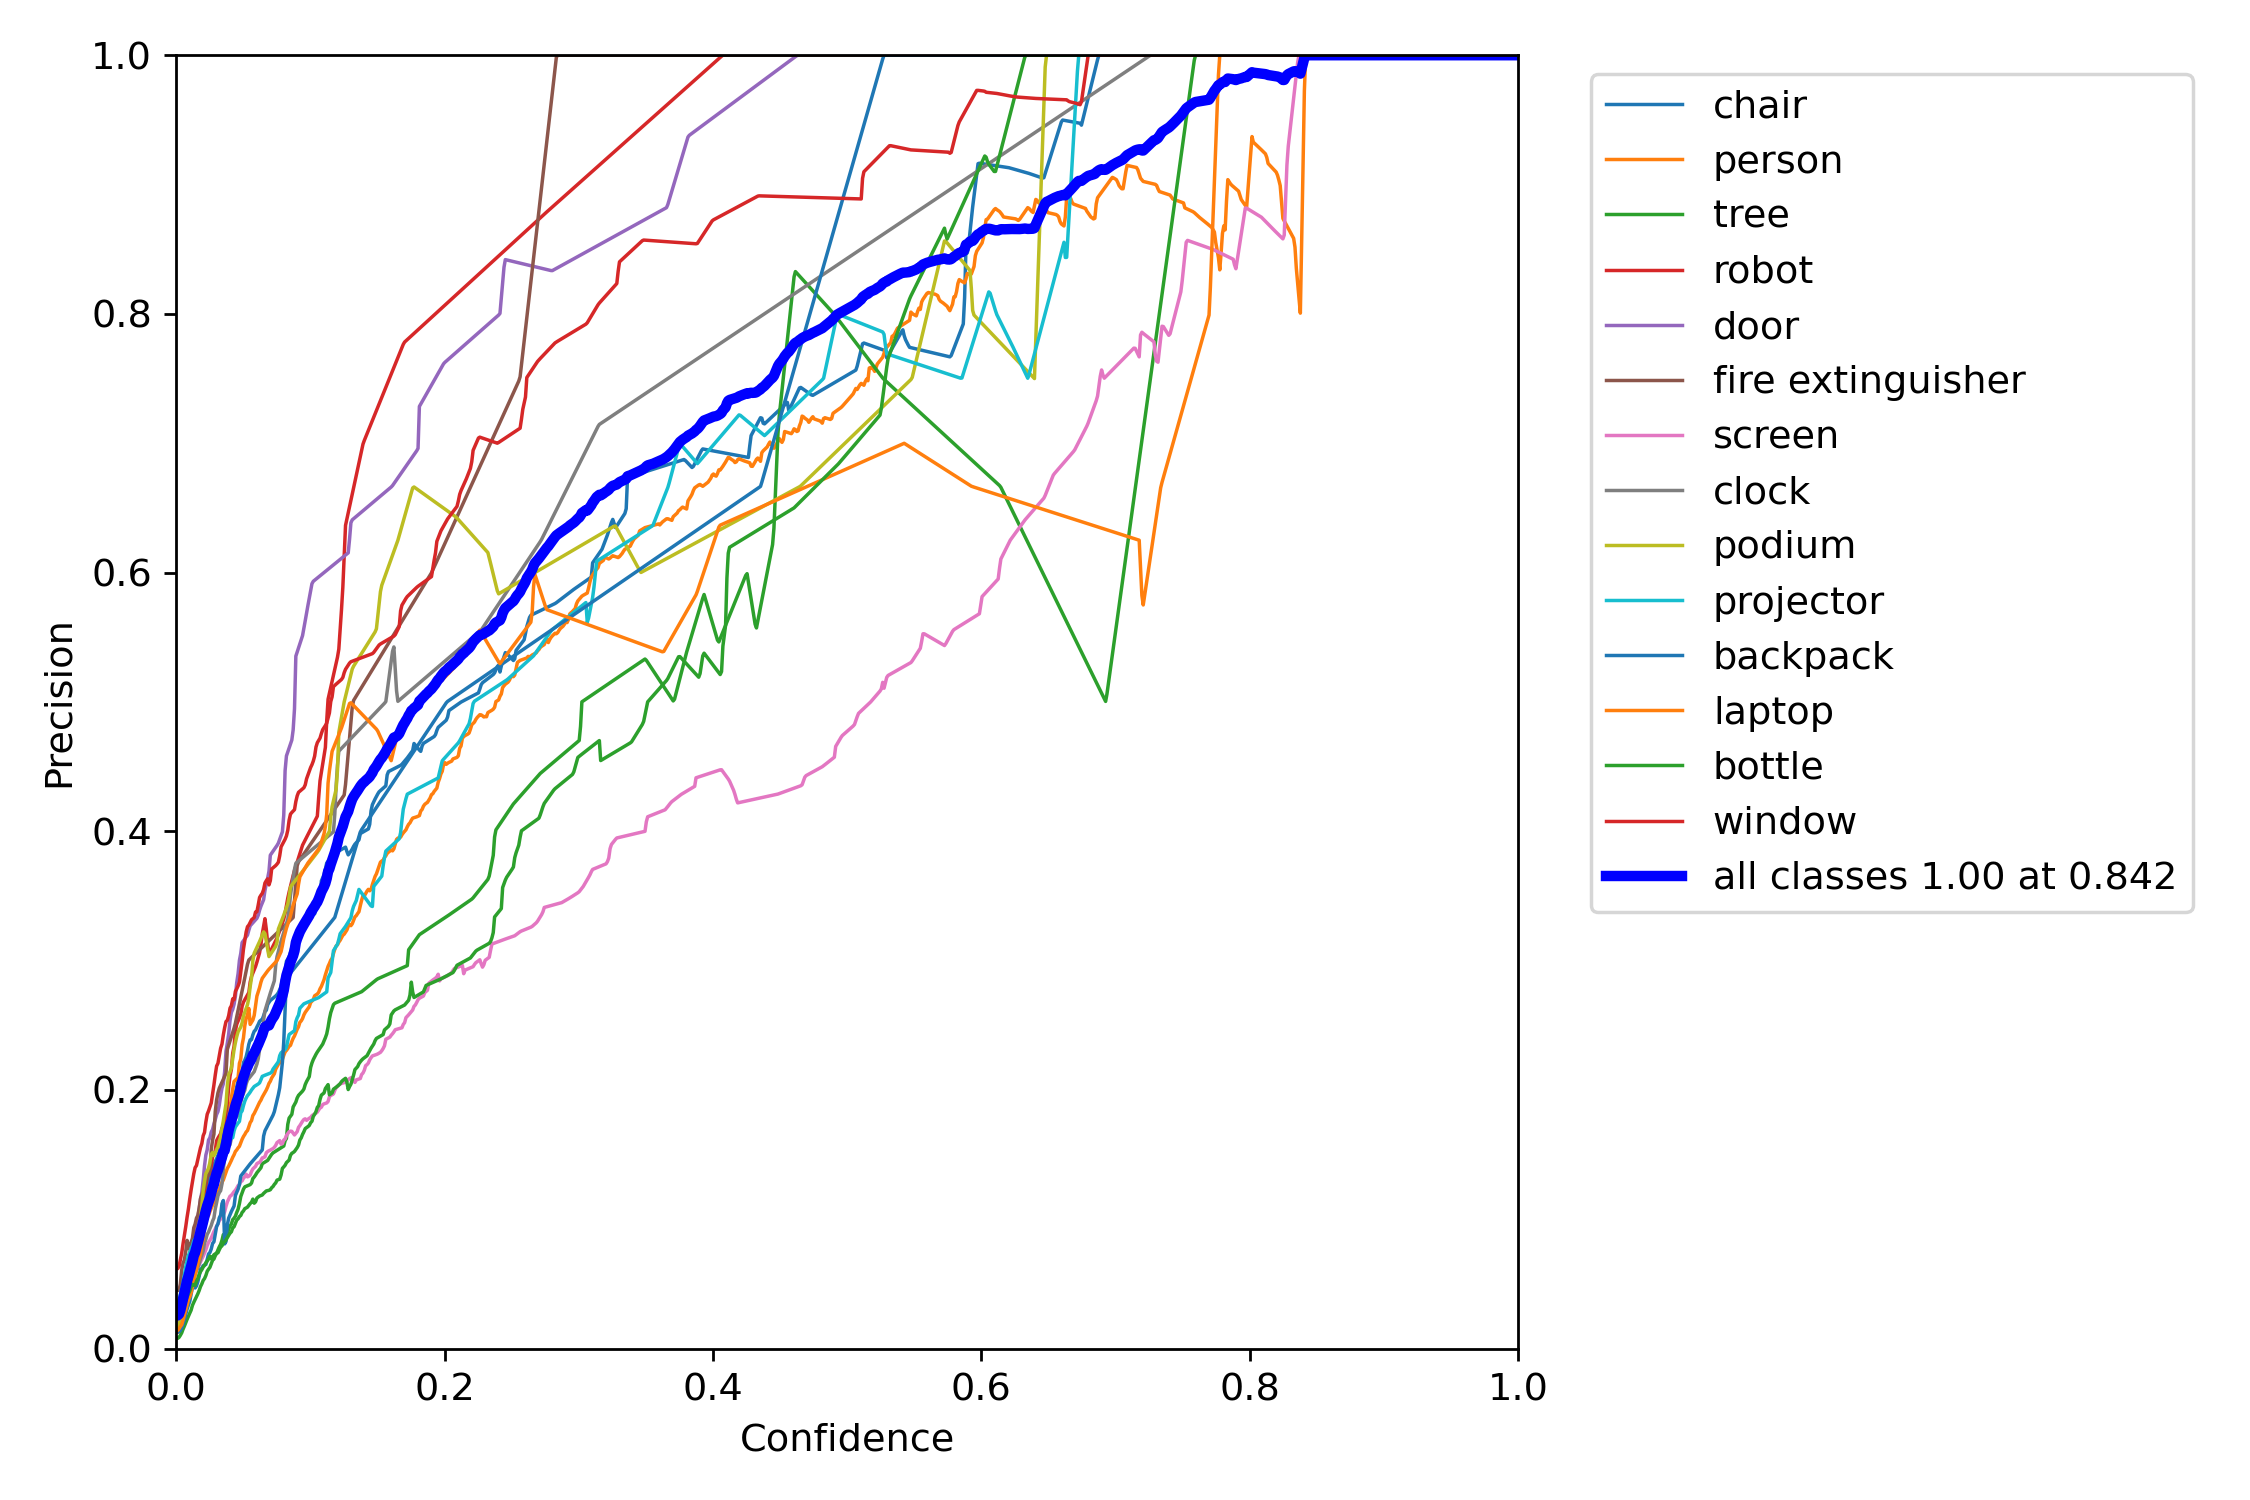 1.0
0.8
0.6
0.4
0.2
0.0
Precision
0.0 0.2 0.4 0.6 0.8 1.0
Confidence
chair
person
tree
robot
door
fire extinguisher
screen
clock
podium
projector
backpack
laptop
bottle
window
all classes 1.00 at 0.842